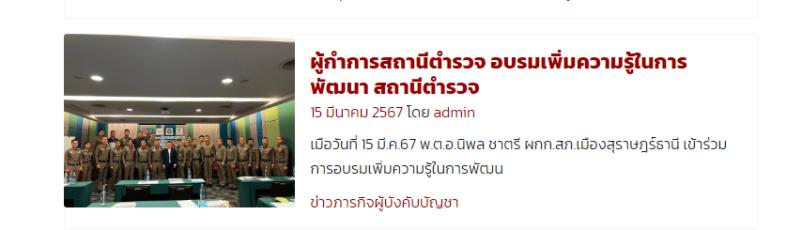 ผู้กำการสถานีตำรวจ อบรมเพิ่มความรู้ในการ
พัฒนา สถานีตำรวจ
15 มีนาคม 2567 โดย admin
เมื่อวันที่ 15 มี.ค.67 พ.ต.อ.นิพล ชาตรี ผกก.สภ.เมืองสุราษฎร์ธานี เข้าร่วม
การอบรมเพิ่มความรู้ในการพัฒน
ข่าวภารกิจผู้บังคับบัญชา